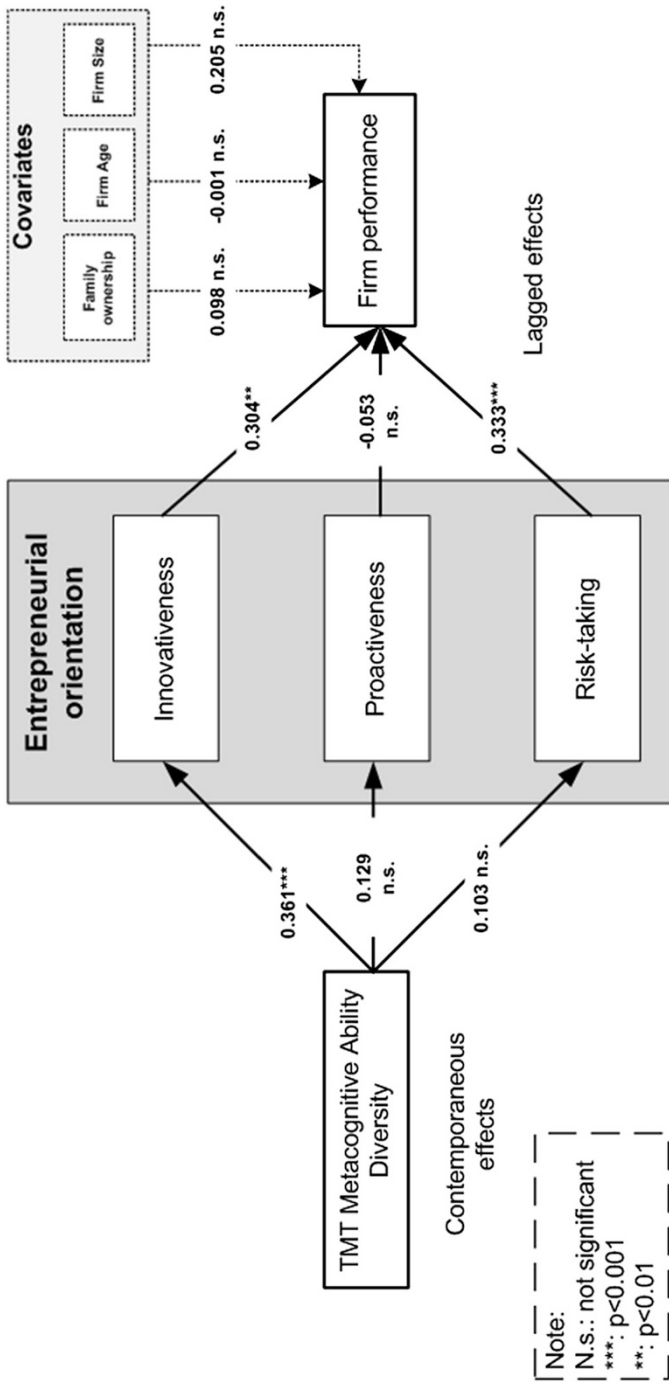 Covariates
Family
ownership
Firm Age
Firm Size
0.098 n.s.
-0.001 n.s.
0.205 n.s.
Entrepreneurial
orientation
Innovativeness
Proactiveness
Risk-taking
0.361***
0.129
n.s.
0.103 n.s.
0.304**
-0.053
n.s.
0.333***
TMT Metacognitive Ability
Diversity
Firm performance
Contemporaneous
effects
Lagged effects
Note:
N.s.: not significant
***: p<0.001
**: p<0.01